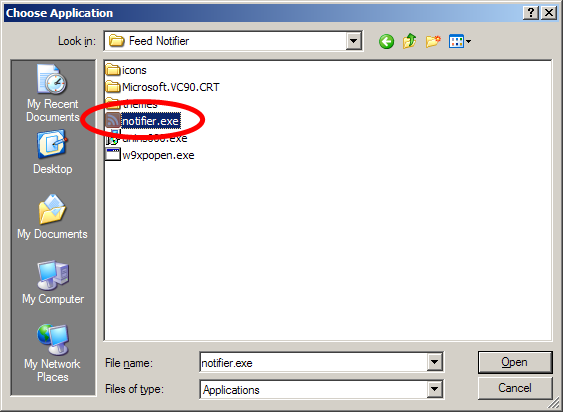 Choose Application
Look in: Feed Notifier
My Recent
Documents
Desktop
My Documents
My Computer
My Network
Places
icons
Microsoft.VC90.CRT
themes
notifier.exe
unins000.exe
w9xpopen.exe
File name: notifier.exe Open
Files of type: Applications Cancel